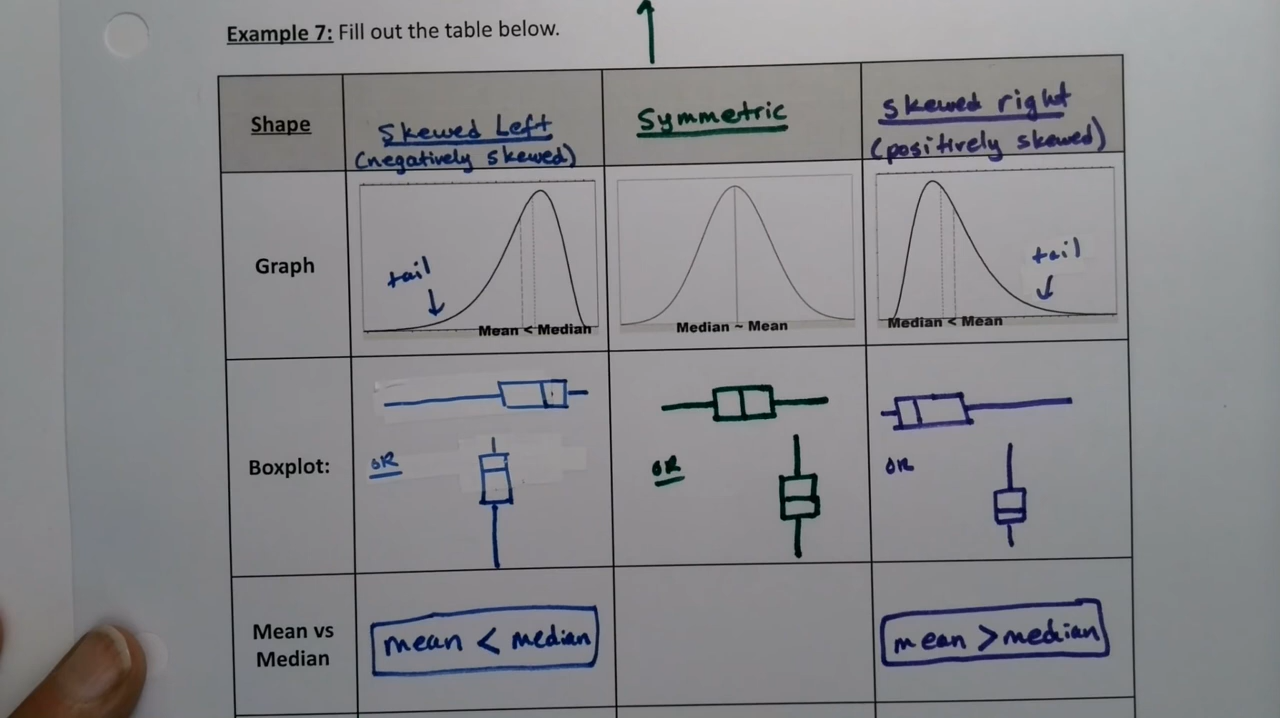 Example 7: Fill out the table below.
Shape
Skewed Left
(negatively skewed)
Symmetric
Skewed right
(positively skewed)
Graph
tail
Mean < Median
Median ~ Mean
tail
Median < Mean
Boxplot:
OR
OR
OR
Mean vs
Median
mean < median
mean > median